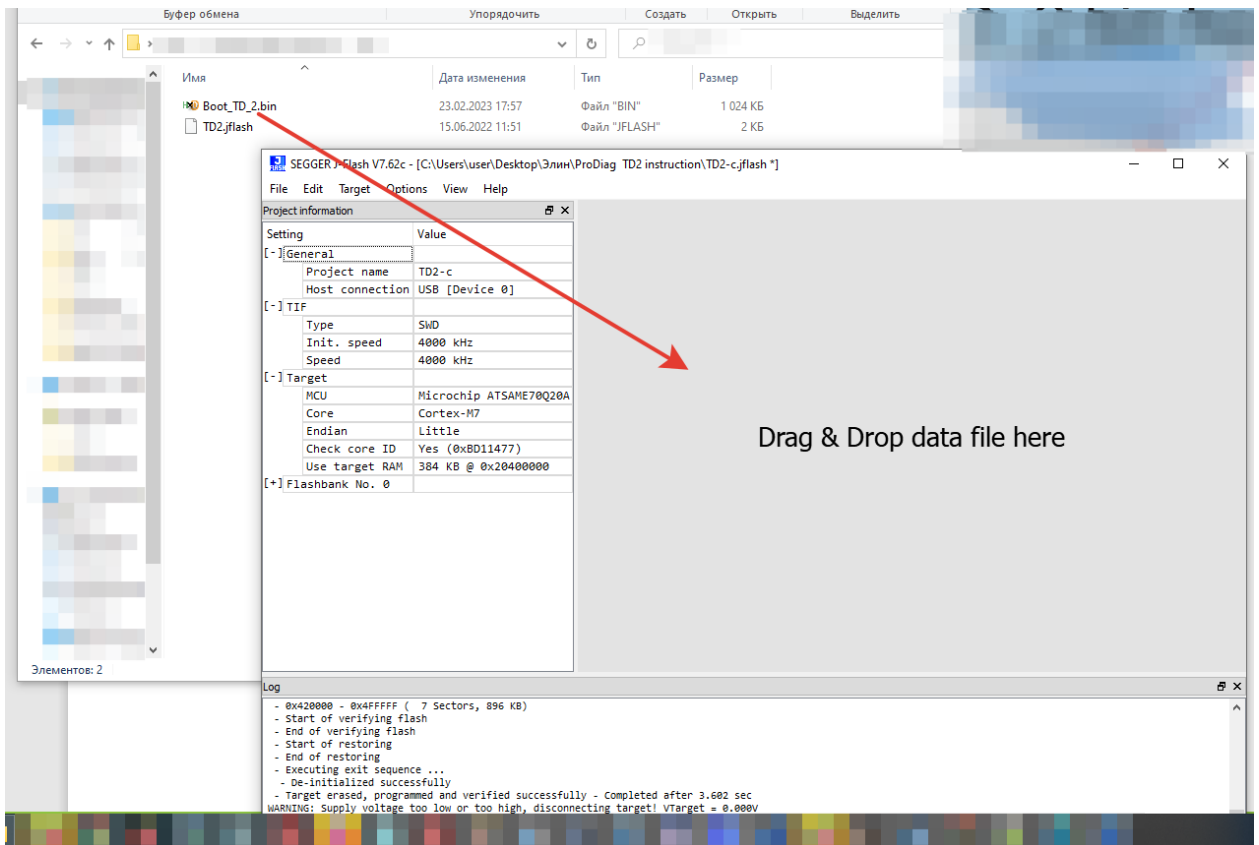 Буфер обмена Упорядочить Создать Открыть Выделить
Имя Дата изменения Тип Размер
Boot_TD_2.bin 23.02.2023 17:57 Файл "BIN" 1 024 КБ
TD2.jflash 15.06.2022 11:51 Файл "JFLASH" 2 КБ
SEGGER J-Flash V7.62c - [C:\Users\user\Desktop\Элин\ProDiag TD2 instruction\TD2-c.jflash *]
File Edit Target Options View Help
Project information
Setting Value
[-] General
Project name TD2-c
Host connection USB [Device 0]
[-] TIF
Type SWD
Init. speed 4000 kHz
Speed 4000 kHz
[-] Target
MCU Microchip ATSAME70Q20A
Core Cortex-M7
Endian Little
Check core ID Yes (0xBD11477)
Use target RAM 384 KB @ 0x20400000
[+] Flashbank No. 0
Drag & Drop data file here
Элементов: 2
Log
- 0x420000 - 0x4FFFFF ( 7 Sectors, 896 KB)
- Start of verifying flash
- End of verifying flash
- Start of restoring
- End of restoring
- Executing exit sequence ...
- De-initialized successfully
- Target erased, programmed and verified successfully - Completed after 3.602 sec
WARNING: Supply voltage too low or too high, disconnecting target! VTarget = 0.000V